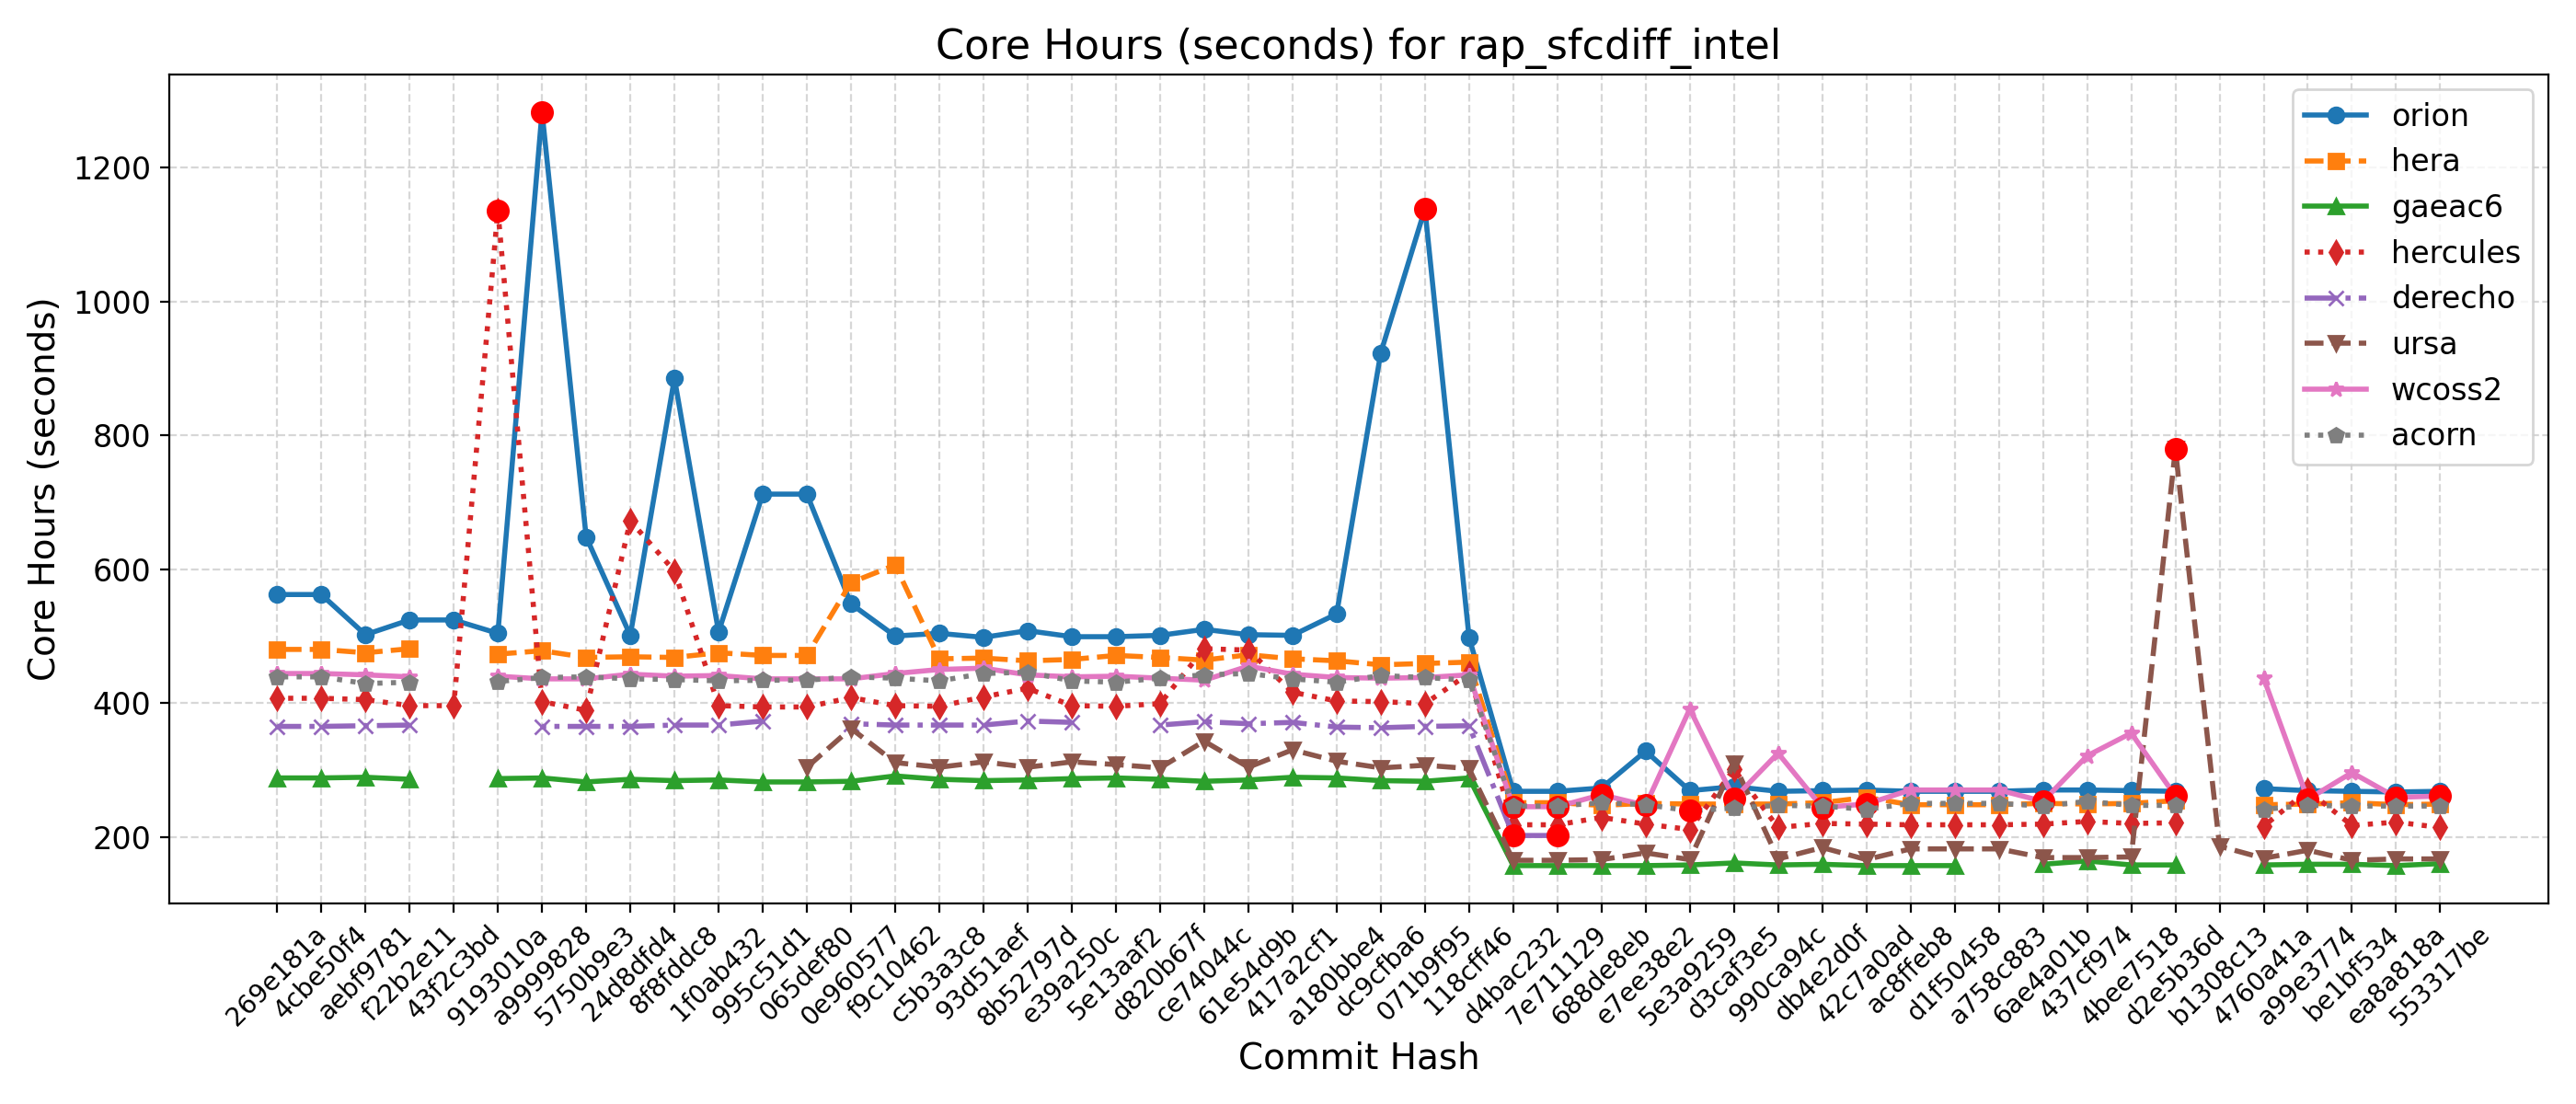 Core Hours (seconds) for rap_sfcdiff_intel
Core Hours (seconds)
1200
1000
800
600
400
200
orion
hera
gaeac6
hercules
derecho
ursa
wcoss2
acorn
269e181a
4cbe50f4
aebf9781
f22b2e11
43f2c3bd
9193010a
a9999828
5750b9e3
24d8dfd4
8f8fddc8
1f0ab432
995c51d1
065def80
0e960577
f9c10462
c5b3a3c8
93d51aef
8b52797d
e39a250c
5e13aaf2
d820b67f
ce74044c
61e54d9b
417a2cf1
a180bbe4
dc9cfba6
071b9f95
118cff46
d4bac232
7e711129
688de8eb
e7ee38e2
5e3a9259
d3caf3e5
990ca94c
db4e2d0f
42c7a0ad
ac8ffeb8
d1f50458
a758c883
6ae4a01b
437cf974
4bee7518
d2e5b36d
b1308c13
4760a41a
a99e3774
be1bf534
ea8a818a
553317be
Commit Hash